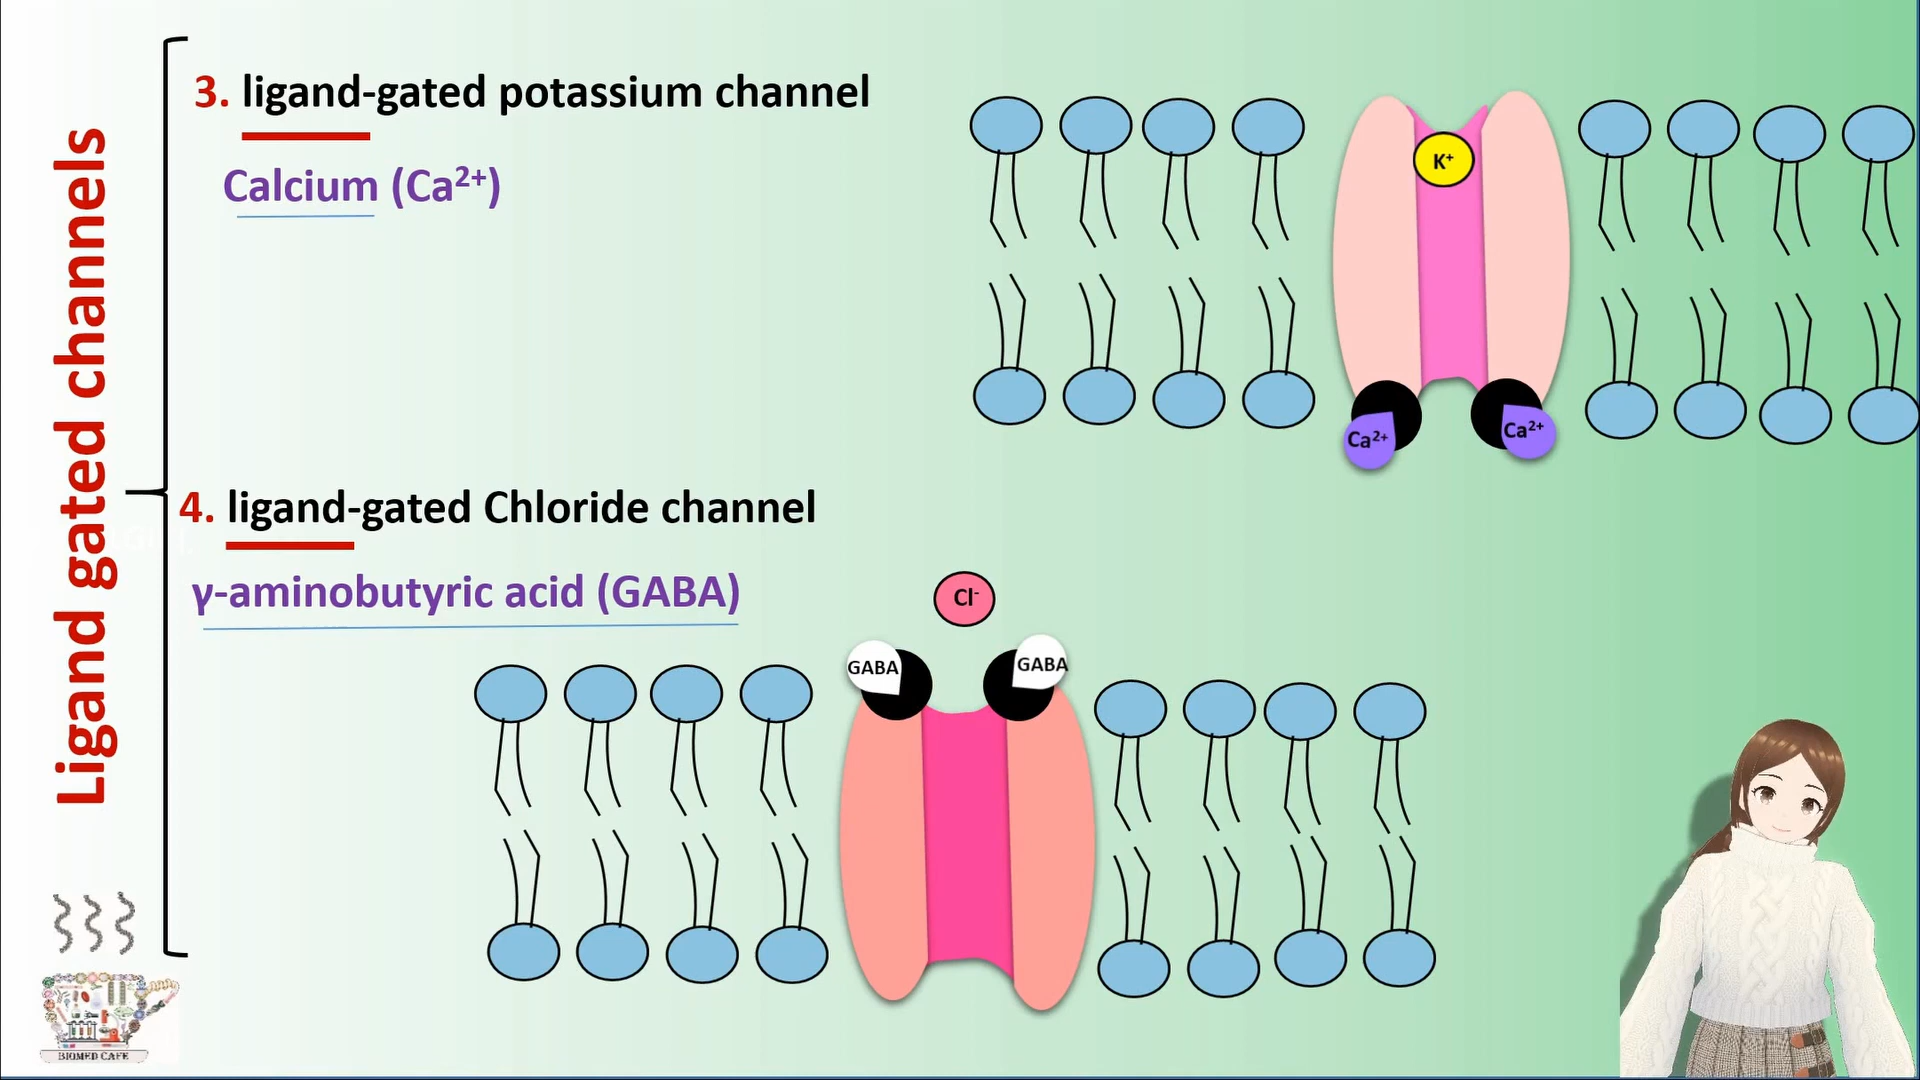 Ligand gated channels
3. ligand-gated potassium channel
Calcium (Ca²⁺)
K⁺
Ca²⁺
Ca²⁺
4. ligand-gated Chloride channel
γ-aminobutyric acid (GABA)
Cl⁻
GABA
GABA
BIOMED CAFE